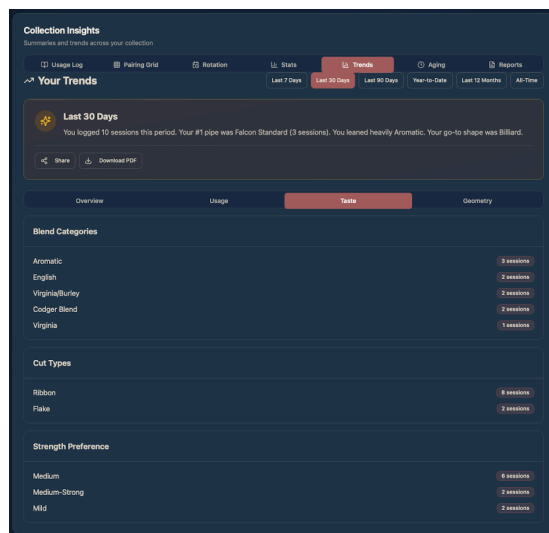 Collection Insights
Summaries and trends across your collection
Usage Log Pairing Grid Rotation Stats Trends Aging Reports
Your Trends Last 7 Days Last 30 Days Last 90 Days Year-to-Date Last 12 Months All-Time
Last 30 Days
You logged 10 sessions this period. Your #1 pipe was Falcon Standard (3 sessions). You leaned heavily Aromatic. Your go-to shape was Billiard.
Share Download PDF
Overview Usage Taste Geometry
Blend Categories
Aromatic 3 sessions
English 2 sessions
Virginia/Burley 2 sessions
Codger Blend 2 sessions
Virginia 1 sessions
Cut Types
Ribbon 8 sessions
Flake 2 sessions
Strength Preference
Medium 6 sessions
Medium-Strong 2 sessions
Mild 2 sessions